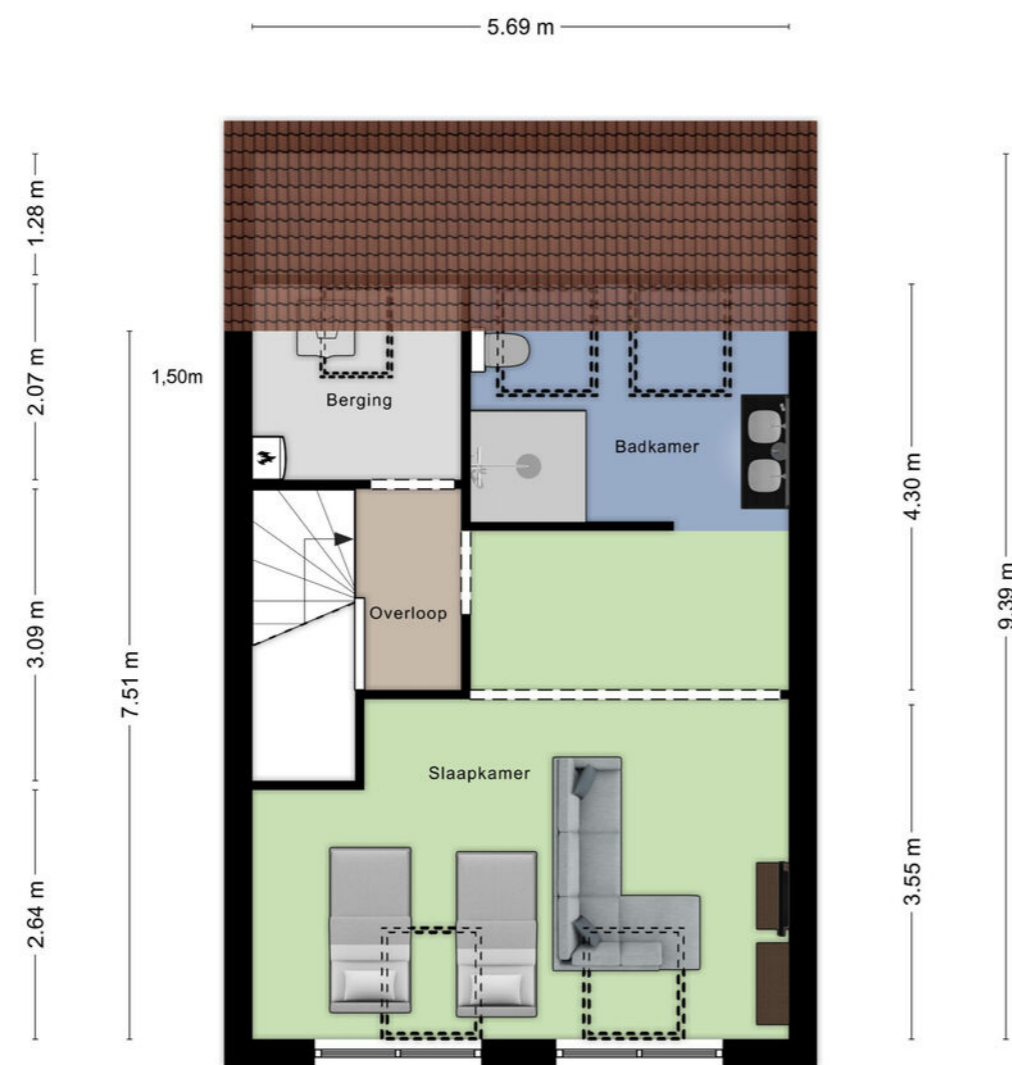 5.69 m
1.28 m
2.07 m
1,50m
Berging
Badkamer
4.30 m
9.39 m
3.09 m
Overloop
7.51 m
Slaapkamer
2.64 m
3.55 m